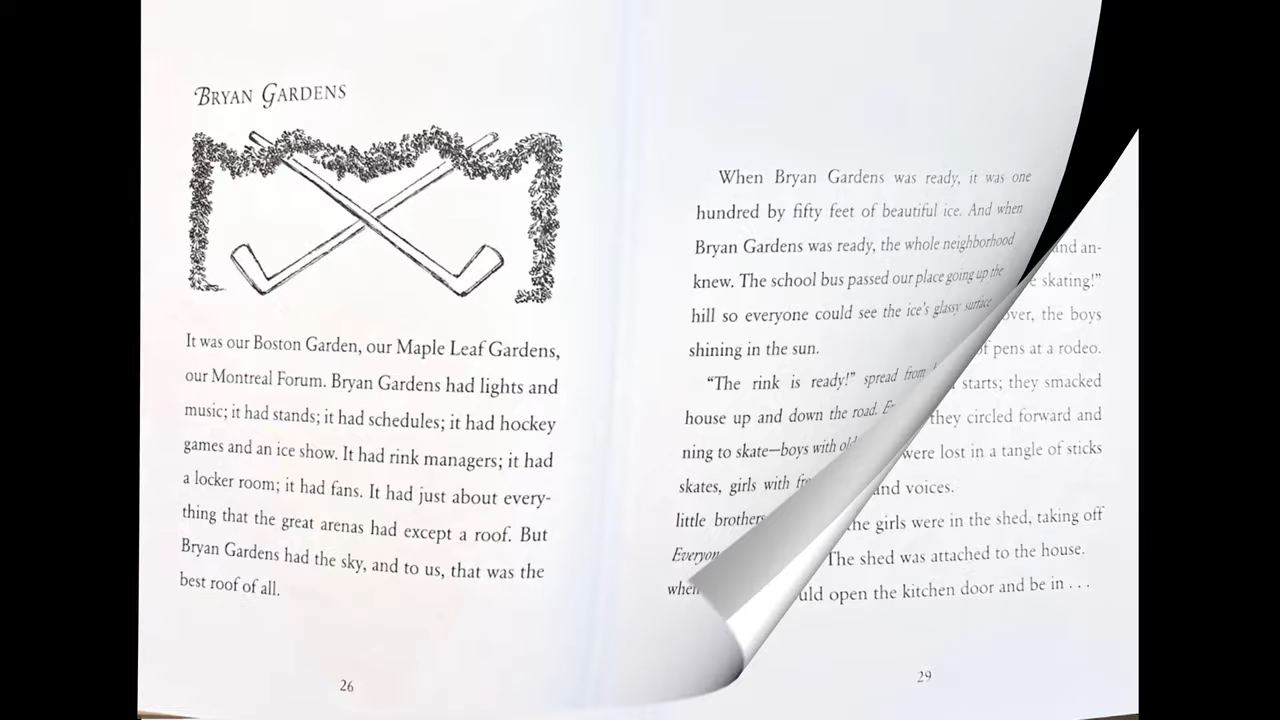 BRYAN GARDENS
It was our Boston Garden, our Maple Leaf Gardens,
our Montreal Forum. Bryan Gardens had lights and
music; it had stands; it had schedules; it had hockey
games and an ice show. It had rink managers; it had
a locker room; it had fans. It had just about every-
thing that the great arenas had except a roof. But
Bryan Gardens had the sky, and to us, that was the
best roof of all.
26
When Bryan Gardens was ready, it was one
hundred by fifty feet of beautiful ice. And when
Bryan Gardens was ready, the whole neighborhood
knew. The school bus passed our place going up the
hill so everyone could see the ice's glassy surface
shining in the sun.
"The rink is ready!" spread from
house up and down the road.
ning to skate—boys with old
skates, girls with
little brothers
when
and an-
skating!"
over, the boys
of pens at a rodeo.
starts; they smacked
they circled forward and
were lost in a tangle of sticks
and voices.
the girls were in the shed, taking off
The shed was attached to the house.
open the kitchen door and be in . . .
29